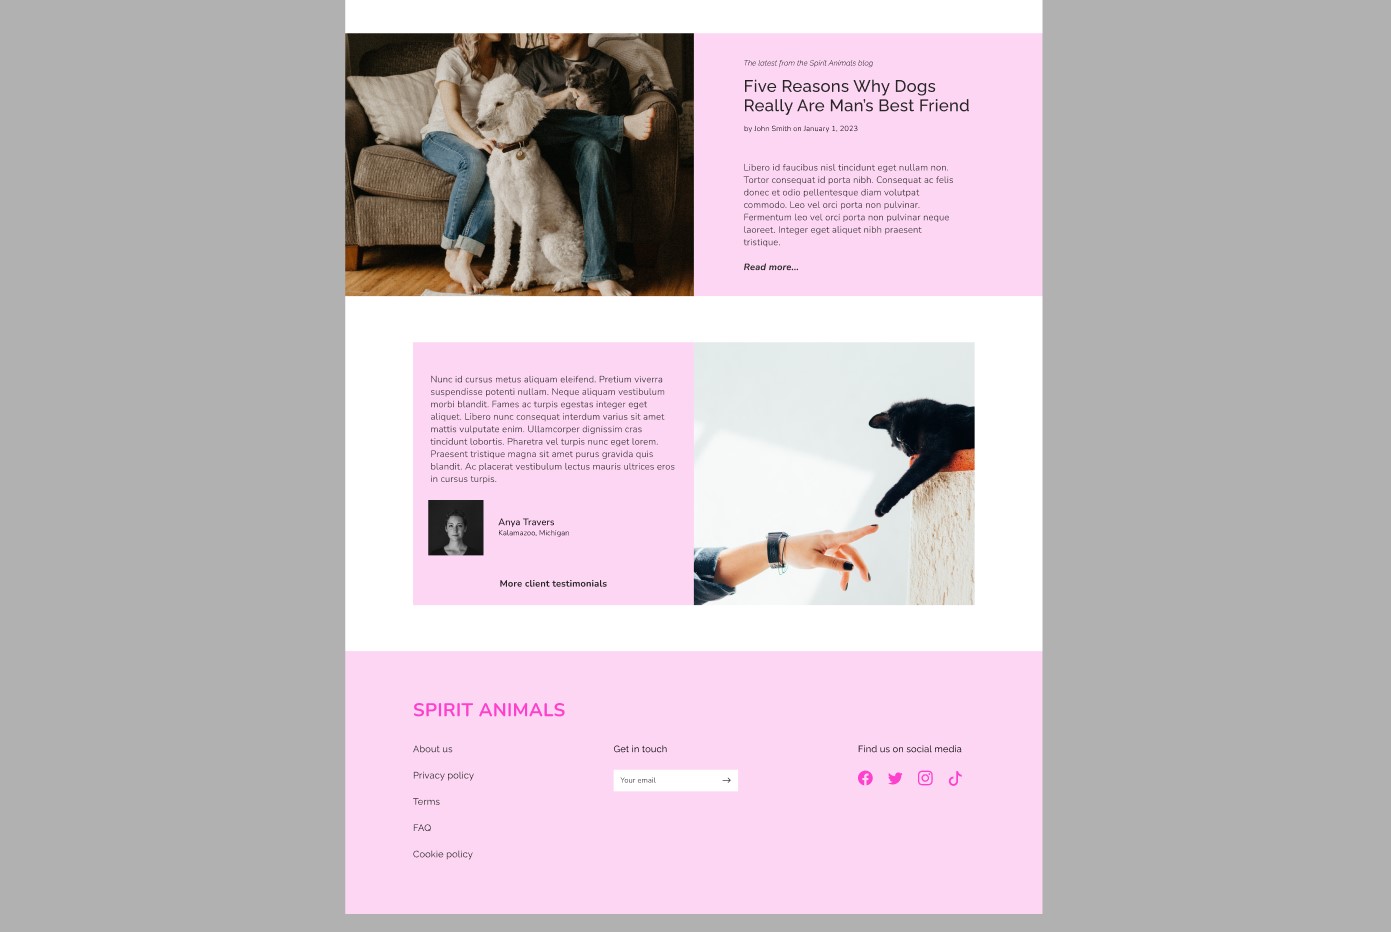 The latest from the Spirit Animals blog
Five Reasons Why Dogs
Really Are Man's Best Friend
by John Smith on January 1, 2023
Libero id faucibus nisl tincidunt eget nullam non.
Tortor consequat id porta nibh. Consequat ac felis
donec et odio pellentesque diam volutpat
commodo. Leo vel orci porta non pulvinar.
Fermentum leo vel orci porta non pulvinar neque
laoreet. Integer eget aliquet nibh praesent
tristique.
Read more...
Nunc id cursus metus aliquam eleifend. Pretium viverra
suspendisse potenti nullam. Neque aliquam vestibulum
morbi blandit. Fames ac turpis egestas integer eget
aliquet. Libero nunc consequat interdum varius sit amet
mattis vulputate enim. Ullamcorper dignissim cras
tincidunt lobortis. Pharetra vel turpis nunc eget lorem.
Praesent tristique magna sit amet purus gravida quis
blandit. Ac placerat vestibulum lectus mauris ultrices eros
in cursus turpis.
Anya Travers
Kalamazoo, Michigan
More client testimonials
SPIRIT ANIMALS
About us
Privacy policy
Terms
FAQ
Cookie policy
Get in touch
Your email
Find us on social media